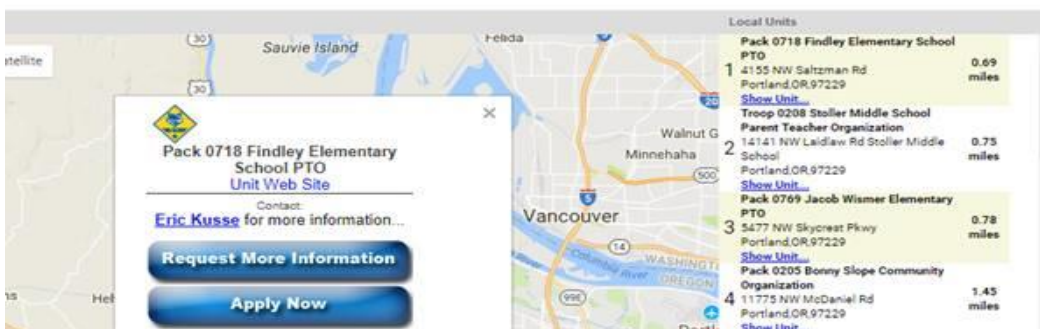 Local Units
atellite
30
Sauvie Island
Felida
30
Walnut G
Minnehaha
500
5
Vancouver
14
WASHINGT
OREGON
Columbia River
99E
Hel
Pack 0718 Findley Elementary
School PTO
Unit Web Site
Contact:
Eric Kusse for more information...
Request More Information
Apply Now
Pack 0718 Findley Elementary School
PTO
1 4155 NW Saltzman Rd 0.69 miles
Portland,OR,97229
Show Unit...
Troop 0208 Stoller Middle School
Parent Teacher Organization
2 14141 NW Laidlaw Rd Stoller Middle 0.75 miles
School
Portland,OR,97229
Show Unit...
Pack 0769 Jacob Wismer Elementary
PTO
3 5477 NW Skycrest Pkwy 0.78 miles
Portland,OR,97229
Show Unit...
Pack 0205 Bonny Slope Community
Organization
4 11775 NW McDaniel Rd 1.45 miles
Portland,OR,97229
Show Unit...